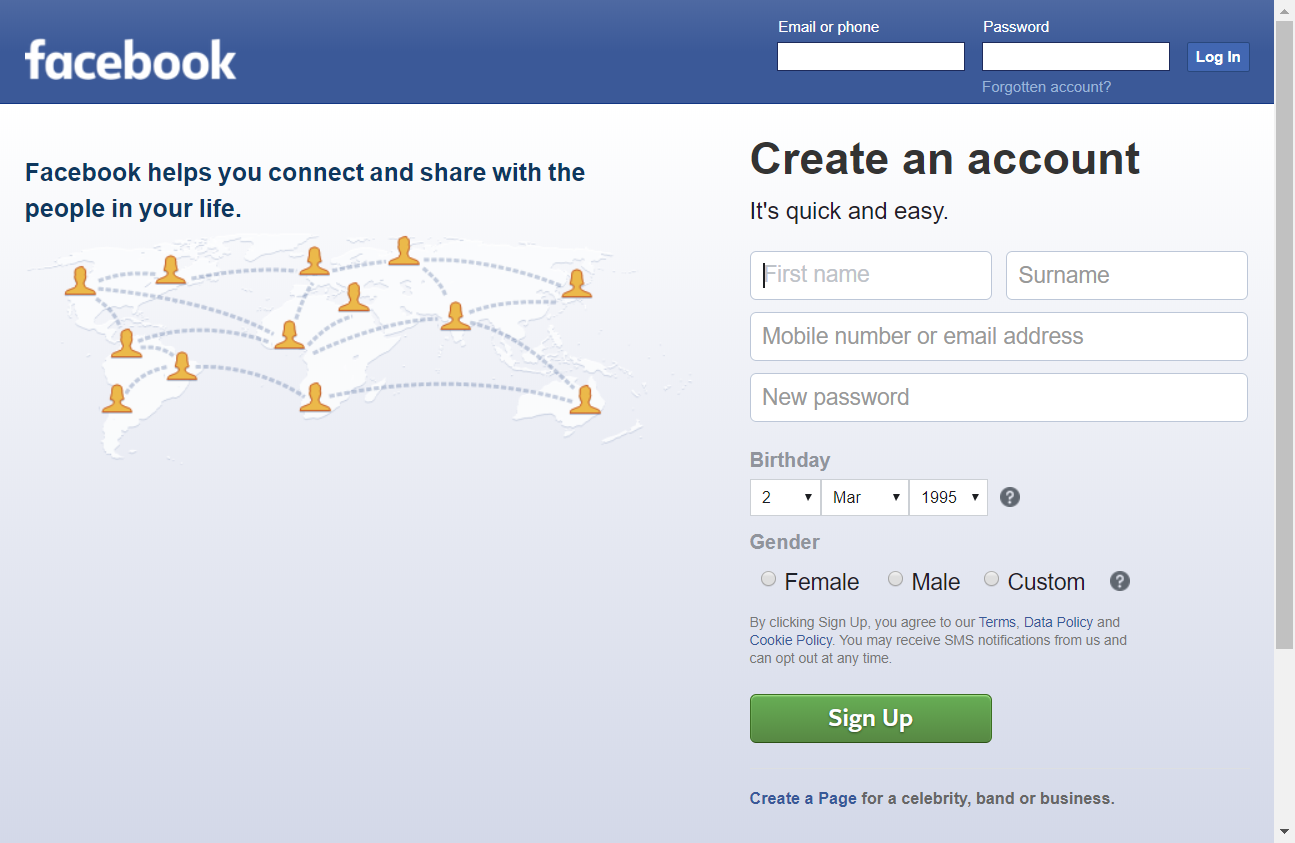 facebook
Email or phone
Password
Log In
Forgotten account?
Facebook helps you connect and share with the
people in your life.
Create an account
It's quick and easy.
First name
Surname
Mobile number or email address
New password
Birthday
2
Mar
1995
?
Gender
Female
Male
Custom
?
By clicking Sign Up, you agree to our Terms, Data Policy and
Cookie Policy. You may receive SMS notifications from us and
can opt out at any time.
Sign Up
Create a Page for a celebrity, band or business.